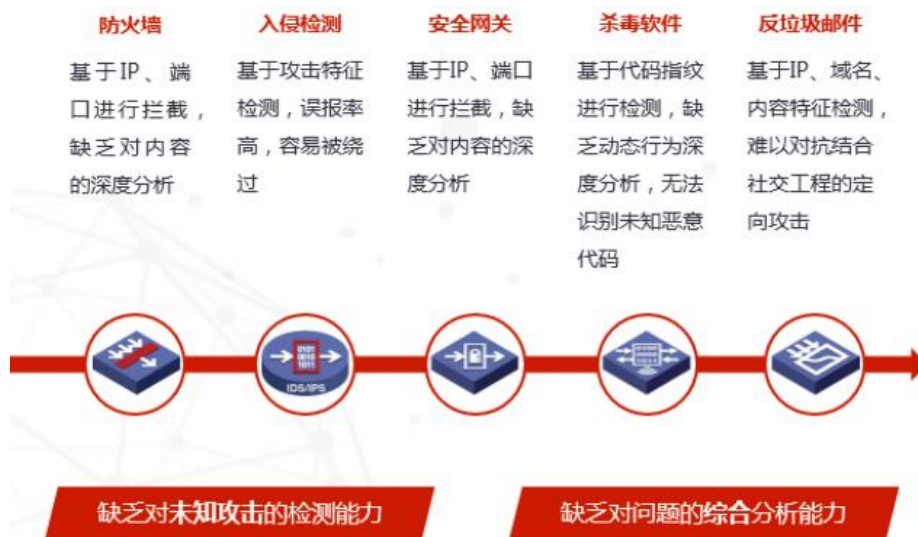 防火墙
基于IP、端
口进行拦截，
缺乏对内容
的深度分析
入侵检测
基于攻击特征
检测，误报率
高，容易被绕
过
安全网关
基于IP、端口
进行拦截，缺
乏对内容的深
度分析
杀毒软件
基于代码指纹
进行检测，缺
乏动态行为深
度分析，无法
识别未知恶意
代码
反垃圾邮件
基于IP、域名、
内容特征检测，
难以对抗结合
社交工程的定
向攻击
IDS/IPS
缺乏对未知攻击的检测能力
缺乏对问题的综合分析能力